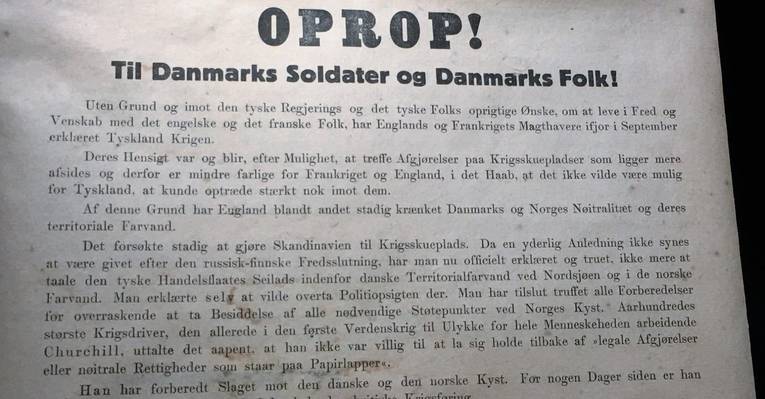 OPROP!
Til Danmarks Soldater og Danmarks Folk!
Uten Grund og imot den tyske Regjerings og det tyske Folks oprigtige Ønske, om at leve i Fred og
Venskab med det engelske og det franske Folk, har Englands og Frankrigets Magthavere ifjor i September
erklæret Tyskland Krigen.
Deres Hensigt var og blir, efter Mulighet, at treffe Afgjørelser paa Krigsskuepladser som ligger mere
afsides og derfor er mindre farlige for Frankriget og England, i det Haab, at det ikke vilde være mulig
for Tyskland, at kunde optræde stærkt nok imot dem.
Af denne Grund har England blandt andet stadig krænket Danmarks og Norges Nøitralitæt og deres
territoriale Farvand.
Det forsøkte stadig at gjøre Skandinavien til Krigsskueplads. Da en yderlig Anledning ikke synes
at være givet efter den russisk-finnske Fredsslutning, har man nu officielt erklæret og truet, ikke mere at
taale den tyske Handelsflaates Seilads indenfor danske Territorialfarvand ved Nordsjøen og i de norske
Farvand. Man erklærte selv at vilde overta Politiopsigten der. Man har tilslut truffet alle Forberedelser
for overraskende at ta Besiddelse af alle nødvendige Støtepunkter ved Norges Kyst. Aarhundredes
største Krigsdriver, den allerede i den første Verdenskrig til Ulykke for hele Menneskeheden arbeidende
Churchill, uttalte det aapent, at han ikke var villig til at la sig holde tilbake af »legale Afgjørelser
eller nøitrale Rettigheder som staar paa Papirlapper«.
Han har forberedt Slaget mot den danske og den norske Kyst. For nogen Dager siden er han
Krigsføring